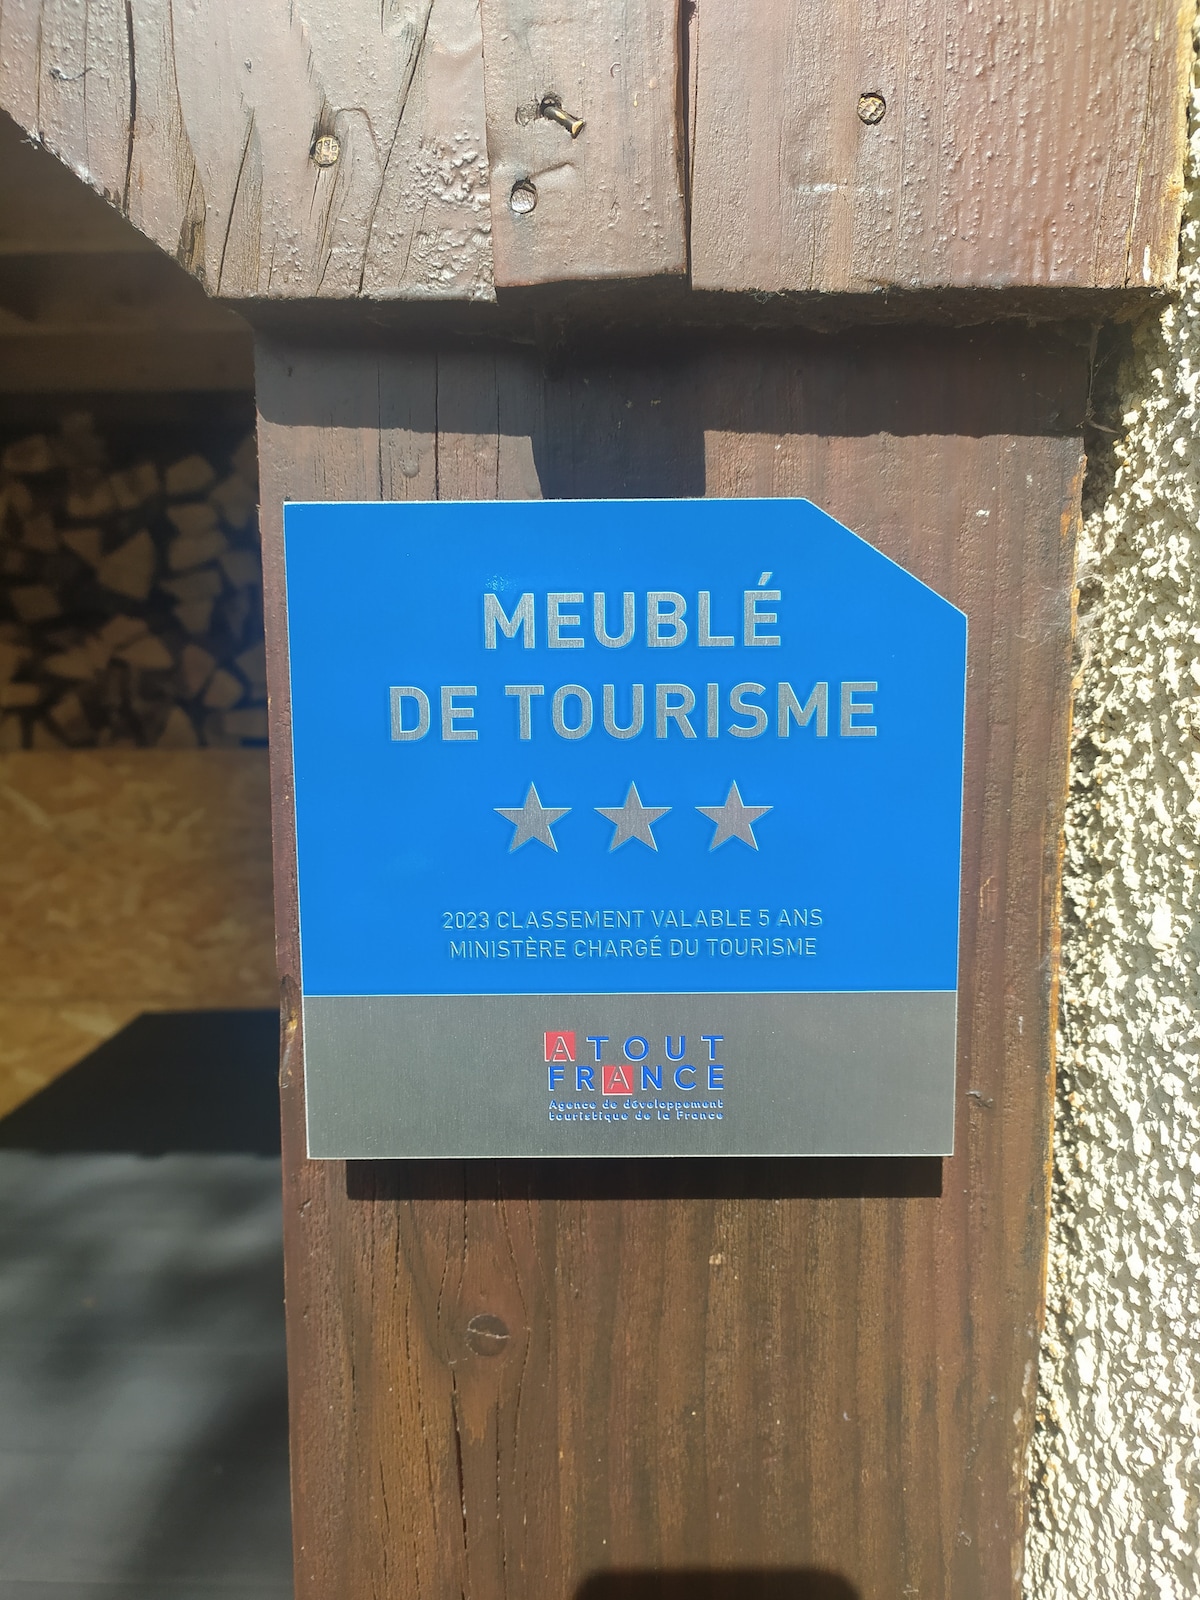 MEUBLÉ
DE TOURISME
2023 CLASSEMENT VALABLE 5 ANS
MINISTÈRE CHARGÉ DU TOURISME
ATOUT
FRANCE
Agence de développement
touristique de la France